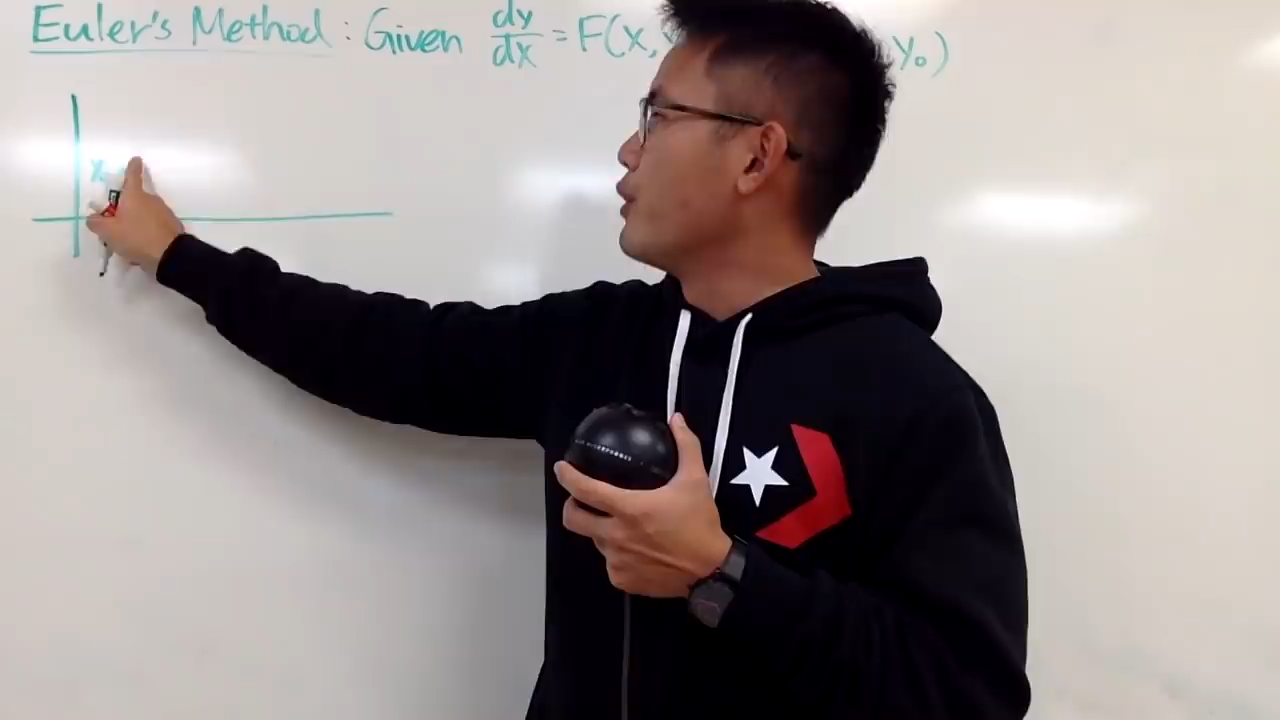 Euler's Method : Given dy/dx = F(x, y₀)
x